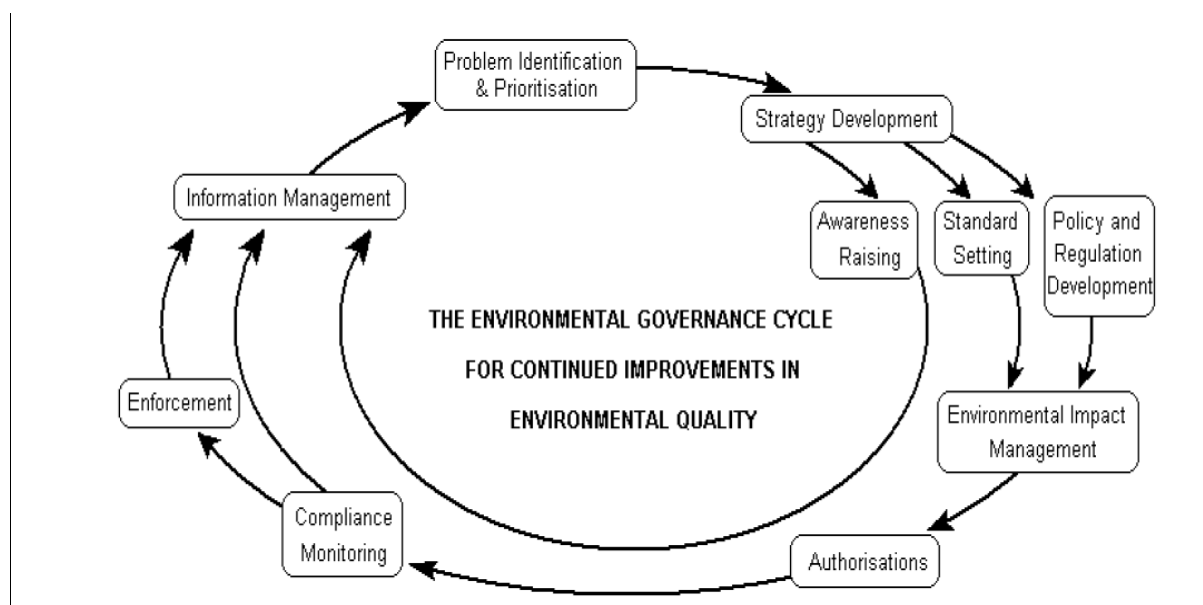 Problem Identification
& Prioritisation
Strategy Development
Information Management
Awareness
Raising
Standard
Setting
Policy and
Regulation
Development
THE ENVIRONMENTAL GOVERNANCE CYCLE
FOR CONTINUED IMPROVEMENTS IN
ENVIRONMENTAL QUALITY
Enforcement
Environmental Impact
Management
Compliance
Monitoring
Authorisations